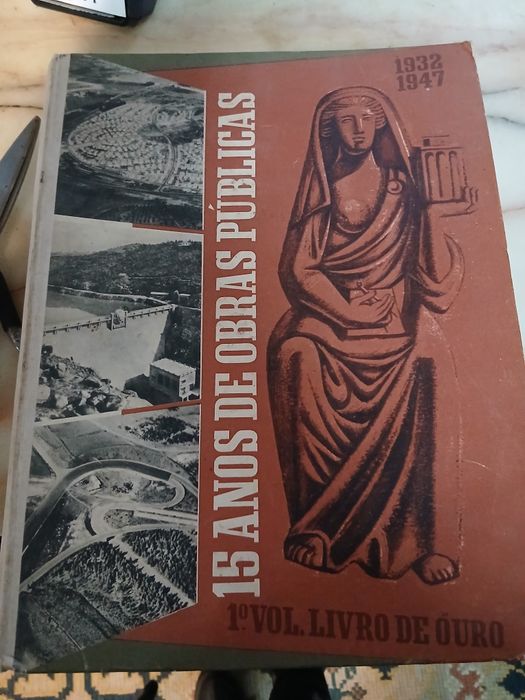 1932
1947
15 ANOS DE OBRAS PÚBLICAS
1º VOL. LIVRO DE OURO